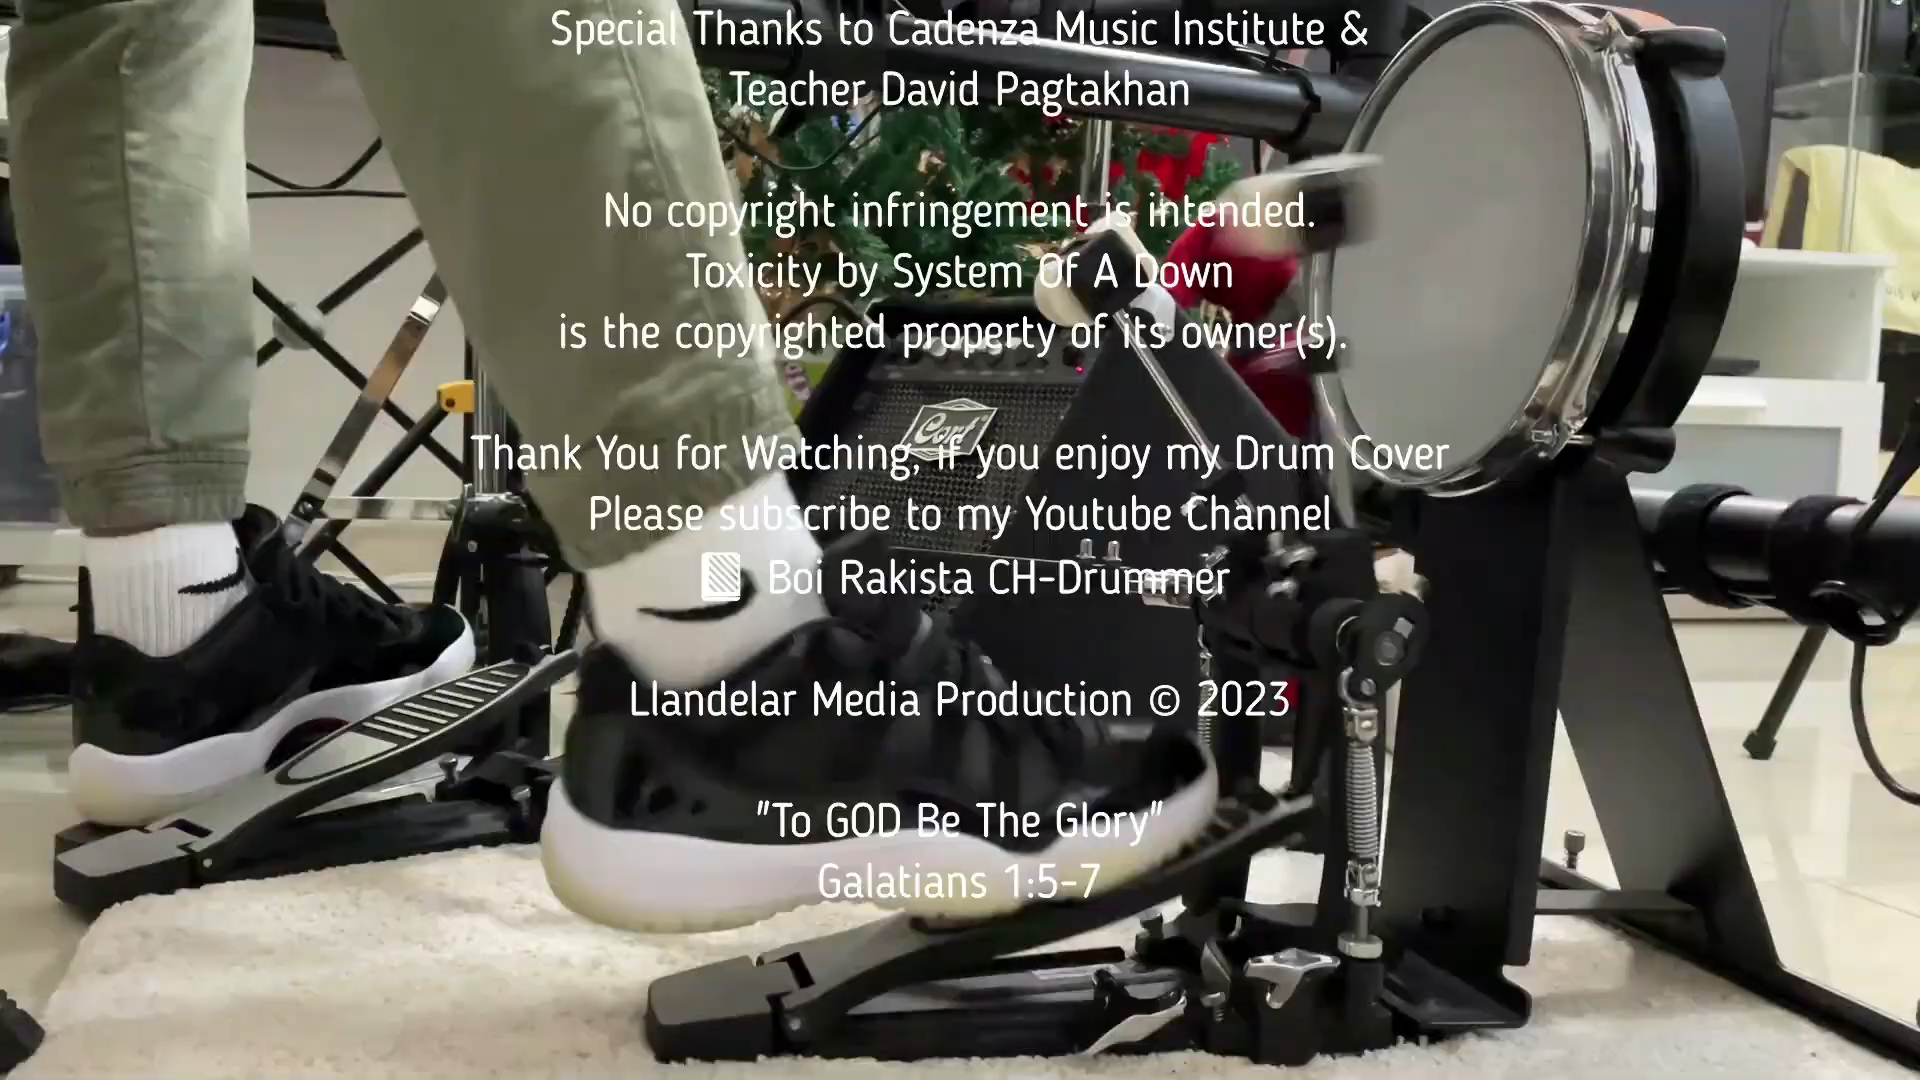 Special Thanks to Cadenza Music Institute &
Teacher David Pagtakhan
No copyright infringement is intended.
Toxicity by System Of A Down
is the copyrighted property of its owner(s).
Cort
Thank You for Watching, if you enjoy my Drum Cover
Please subscribe to my Youtube Channel
Boi Rakista CH-Drummer
Llandelar Media Production © 2023
"To GOD Be The Glory"
Galatians 1:5-7